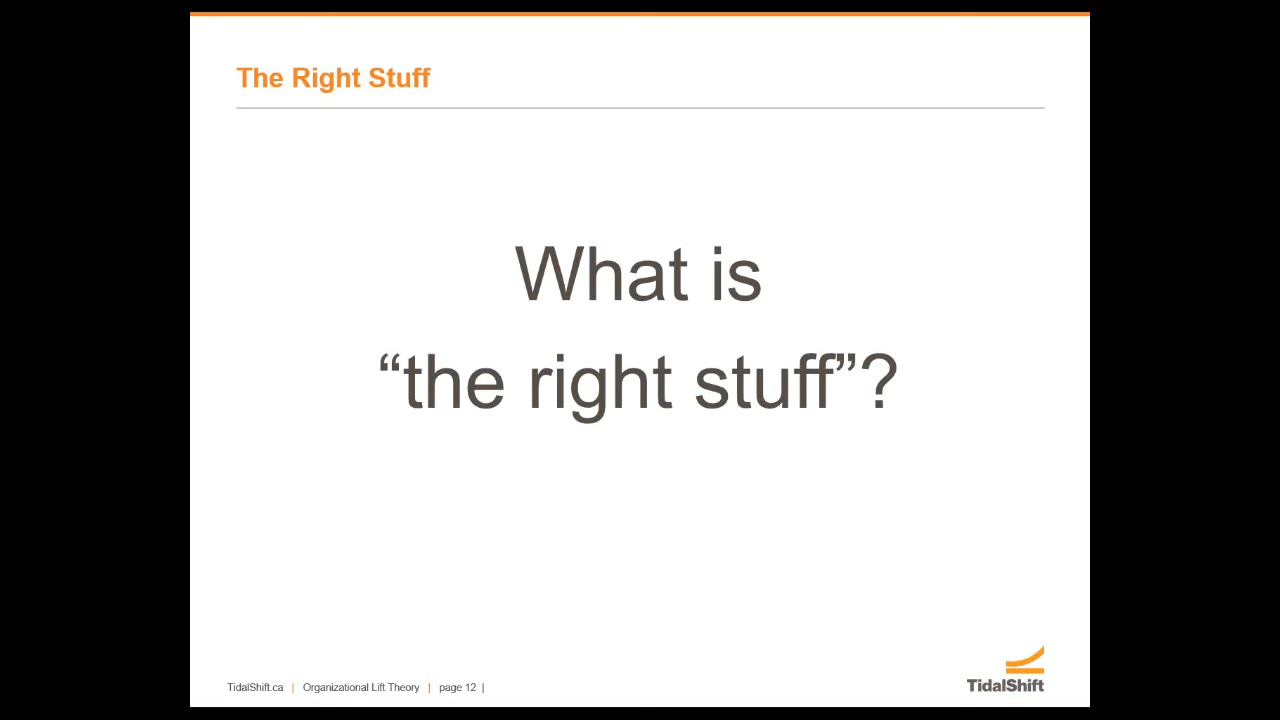 The Right Stuff
What is
“the right stuff”?
TidalShift.ca | Organizational Lift Theory | page 12 |
TidalShift